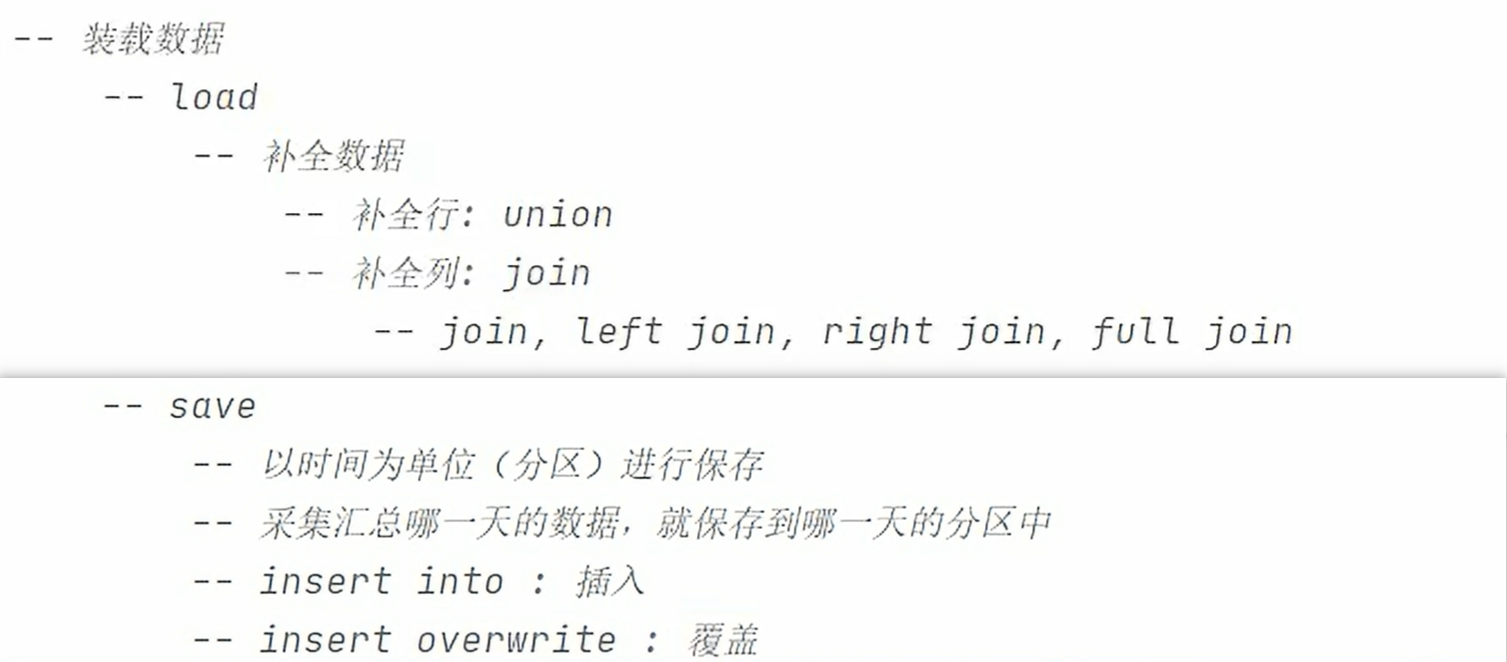 -- 装载数据
-- load
-- 补全数据
-- 补全行: union
-- 补全列: join
-- join, left join, right join, full join
-- save
-- 以时间为单位（分区）进行保存
-- 采集汇总哪一天的数据，就保存到哪一天的分区中
-- insert into : 插入
-- insert overwrite : 覆盖